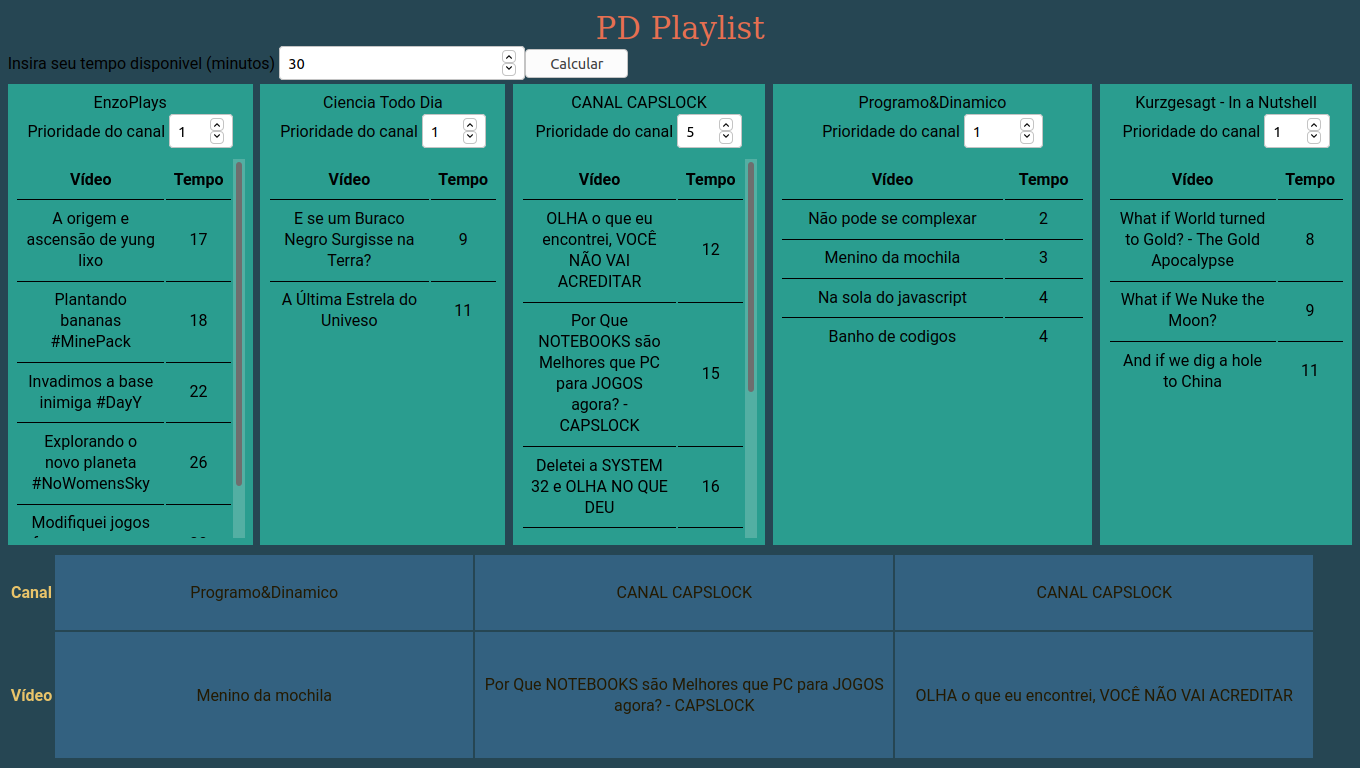 PD Playlist
Insira seu tempo disponivel (minutos) 30 Calcular
EnzoPlays
Prioridade do canal 1
Vídeo Tempo
A origem e
ascensão de yung 17
lixo
Plantando
bananas 18
#MinePack
Invadimos a base
inimiga #DayY 22
Explorando o
novo planeta 26
#NoWomensSky
Modifiquei jogos
Ciencia Todo Dia
Prioridade do canal 1
Vídeo Tempo
E se um Buraco
Negro Surgisse na 9
Terra?
A Última Estrela do
Univeso 11
CANAL CAPSLOCK
Prioridade do canal 5
Vídeo Tempo
OLHA o que eu
encontrei, VOCÊ
NÃO VAI 12
ACREDITAR
Por Que
NOTEBOOKS são
Melhores que PC
para JOGOS 15
agora? -
CAPSLOCK
Deletei a SYSTEM
32 e OLHA NO QUE 16
DEU
Programo&Dinamico
Prioridade do canal 1
Vídeo Tempo
Não pode se complexar 2
Menino da mochila 3
Na sola do javascript 4
Banho de codigos 4
Kurzgesagt - In a Nutshell
Prioridade do canal 1
Vídeo Tempo
What if World turned
to Gold? - The Gold 8
Apocalypse
What if We Nuke the
Moon? 9
And if we dig a hole
to China 11
Canal Programo&Dinamico CANAL CAPSLOCK CANAL CAPSLOCK
Vídeo Menino da mochila
Por Que NOTEBOOKS são Melhores que PC para JOGOS
agora? - CAPSLOCK
OLHA o que eu encontrei, VOCÊ NÃO VAI ACREDITAR